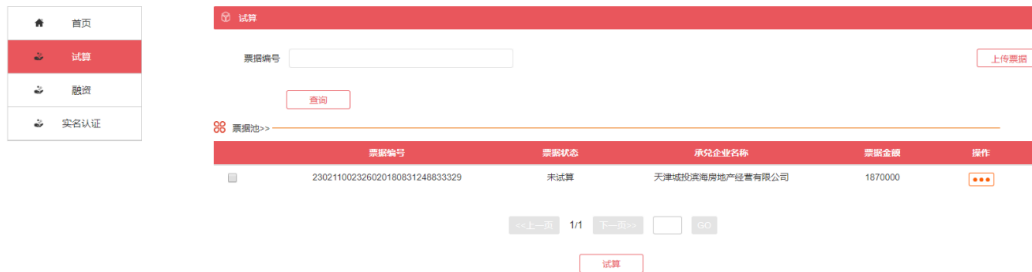 首页
试算
融资
实名认证
试算
票据编号
上传票据
查询
票据池>>
票据编号 票据状态 承兑企业名称 票据金额 操作
230211002326020180831248833329 未试算 天津城投滨海房地产经营有限公司 1870000
<<上一页 1/1 下一页>> GO
试算